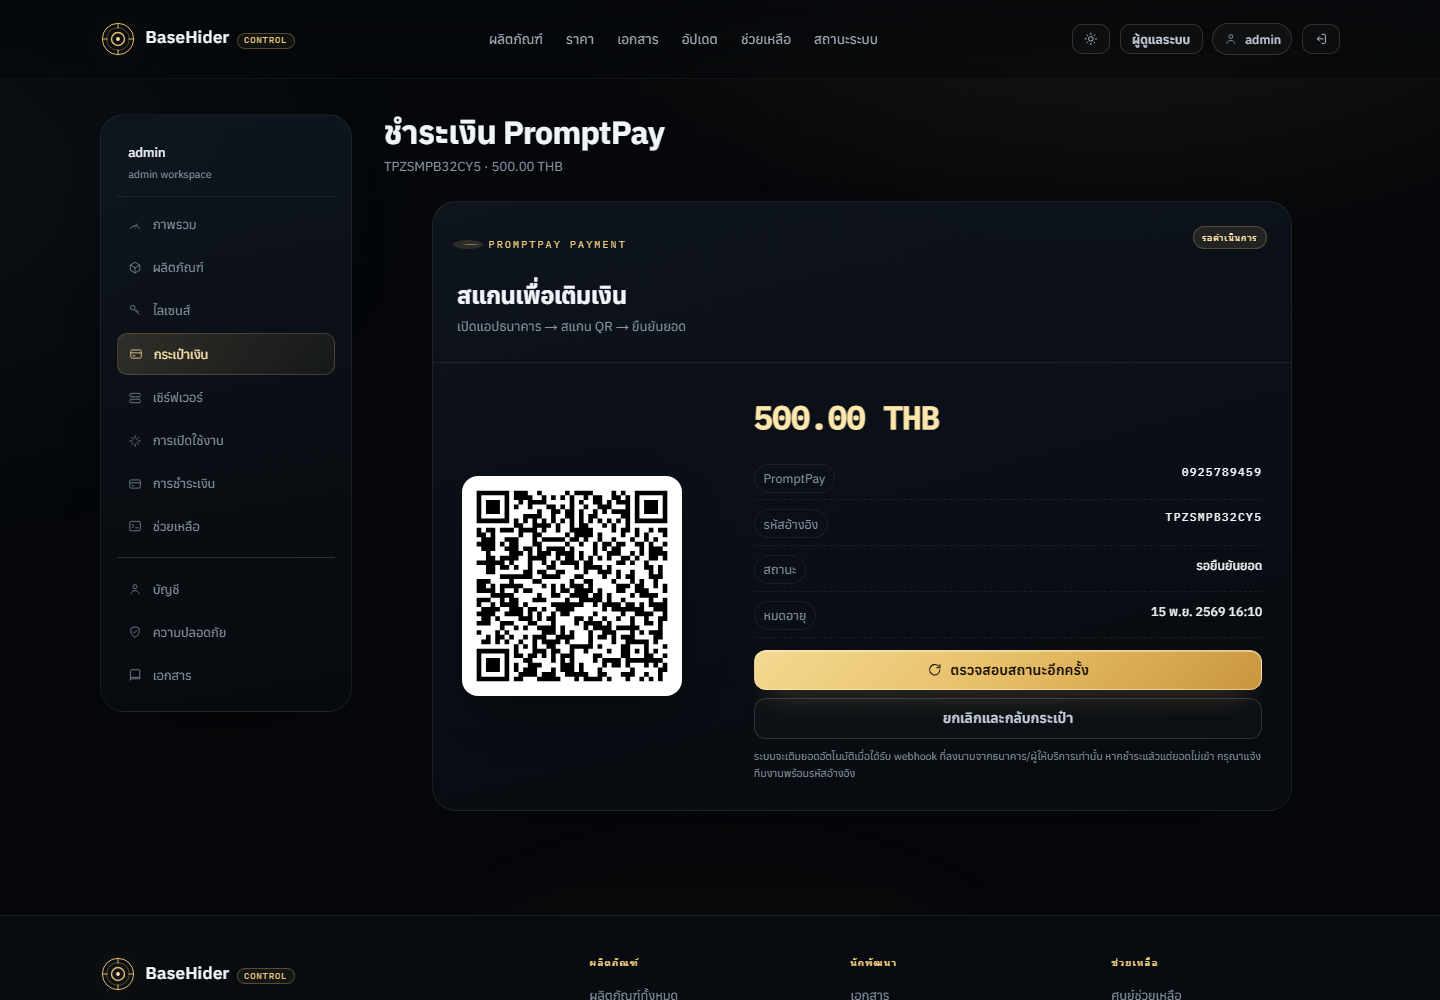 BaseHider CONTROL
ผลิตภัณฑ์ ราคา เอกสาร อัปเดต ช่วยเหลือ สถานะระบบ
ผู้ดูแลระบบ admin
admin
admin workspace
ภาพรวม
ผลิตภัณฑ์
ไลเซนส์
กระเป๋าเงิน
เซิร์ฟเวอร์
การเปิดใช้งาน
การชำระเงิน
ช่วยเหลือ
บัญชี
ความปลอดภัย
เอกสาร
ชำระเงิน PromptPay
TPZSMPB32CY5 · 500.00 THB
PROMPTPAY PAYMENT
รอดำเนินการ
สแกนเพื่อเติมเงิน
เปิดแอปธนาคาร → สแกน QR → ยืนยันยอด
500.00 THB
PromptPay 0925789459
รหัสอ้างอิง TPZSMPB32CY5
สถานะ รอยืนยันยอด
หมดอายุ 15 พ.ย. 2569 16:10
ตรวจสอบสถานะอีกครั้ง
ยกเลิกและกลับกระเป๋า
ระบบจะเติมยอดอัตโนมัติเมื่อได้รับ webhook ที่ลงนามจากธนาคาร/ผู้ให้บริการเท่านั้น หากชำระแล้วแต่ยอดไม่เข้า กรุณาแจ้ง
ทีมงานพร้อมรหัสอ้างอิง
BaseHider CONTROL
ผลิตภัณฑ์ นักพัฒนา ช่วยเหลือ
ผลิตภัณฑ์ทั้งหมด เอกสาร ศูนย์ช่วยเหลือ